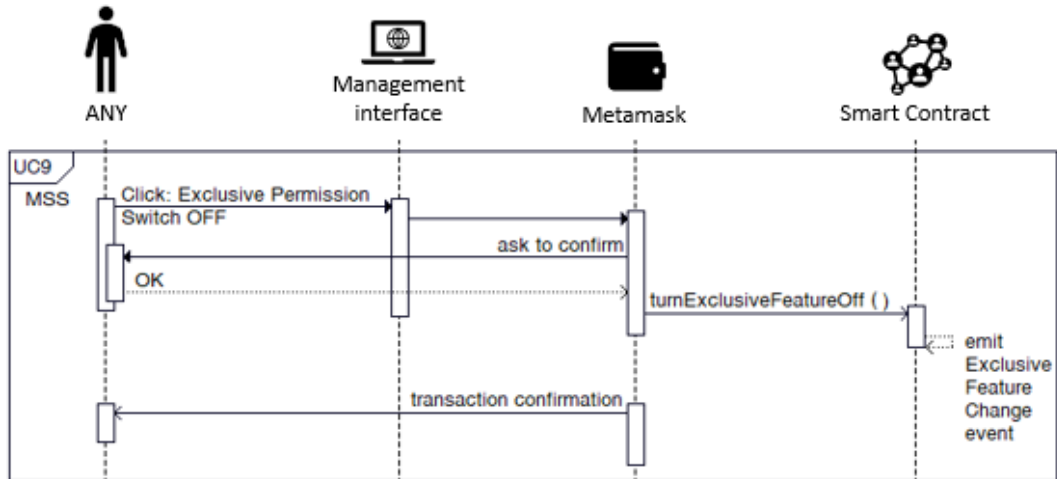 ANY
Management
interface
Metamask
Smart Contract
UC9
MSS
Click: Exclusive Permission
Switch OFF
ask to confirm
OK
turnExclusiveFeatureOff ( )
emit
Exclusive
Feature
Change
event
transaction confirmation